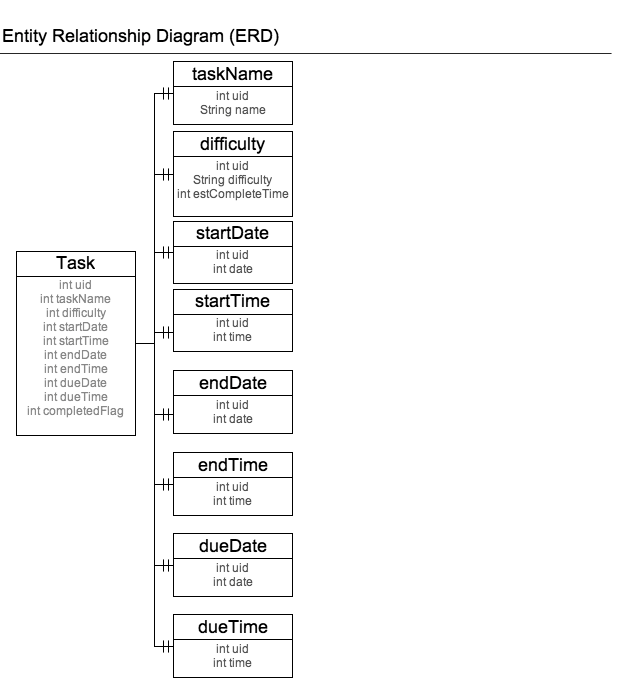 Entity Relationship Diagram (ERD)
taskName
int uid
String name
difficulty
int uid
String difficulty
int estCompleteTime
startDate
int uid
int date
Task
int uid
int taskName
int difficulty
int startDate
int startTime
int endDate
int endTime
int dueDate
int dueTime
int completedFlag
startTime
int uid
int time
endDate
int uid
int date
endTime
int uid
int time
dueDate
int uid
int date
dueTime
int uid
int time